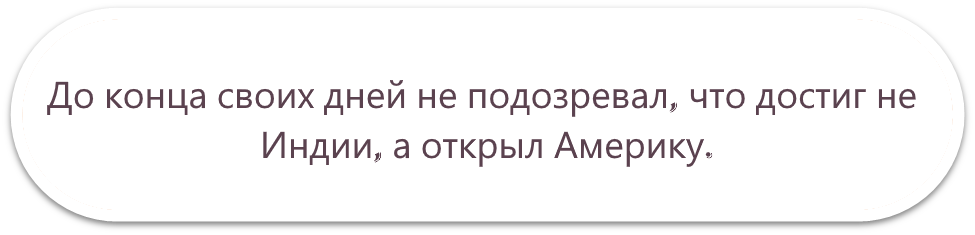 До конца своих дней не подозревал, что достиг не
Индии, а открыл Америку.